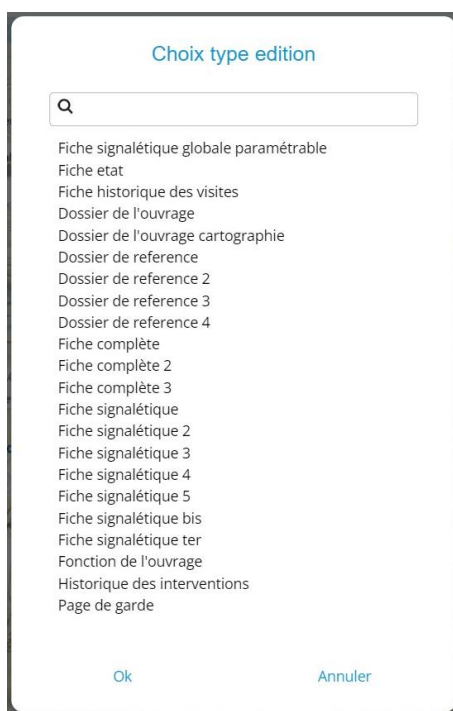 Choix type edition
Fiche signalétique globale paramétrable
Fiche etat
Fiche historique des visites
Dossier de l'ouvrage
Dossier de l'ouvrage cartographie
Dossier de reference
Dossier de reference 2
Dossier de reference 3
Dossier de reference 4
Fiche complète
Fiche complète 2
Fiche complète 3
Fiche signalétique
Fiche signalétique 2
Fiche signalétique 3
Fiche signalétique 4
Fiche signalétique 5
Fiche signalétique bis
Fiche signalétique ter
Fonction de l'ouvrage
Historique des interventions
Page de garde
Ok Annuler